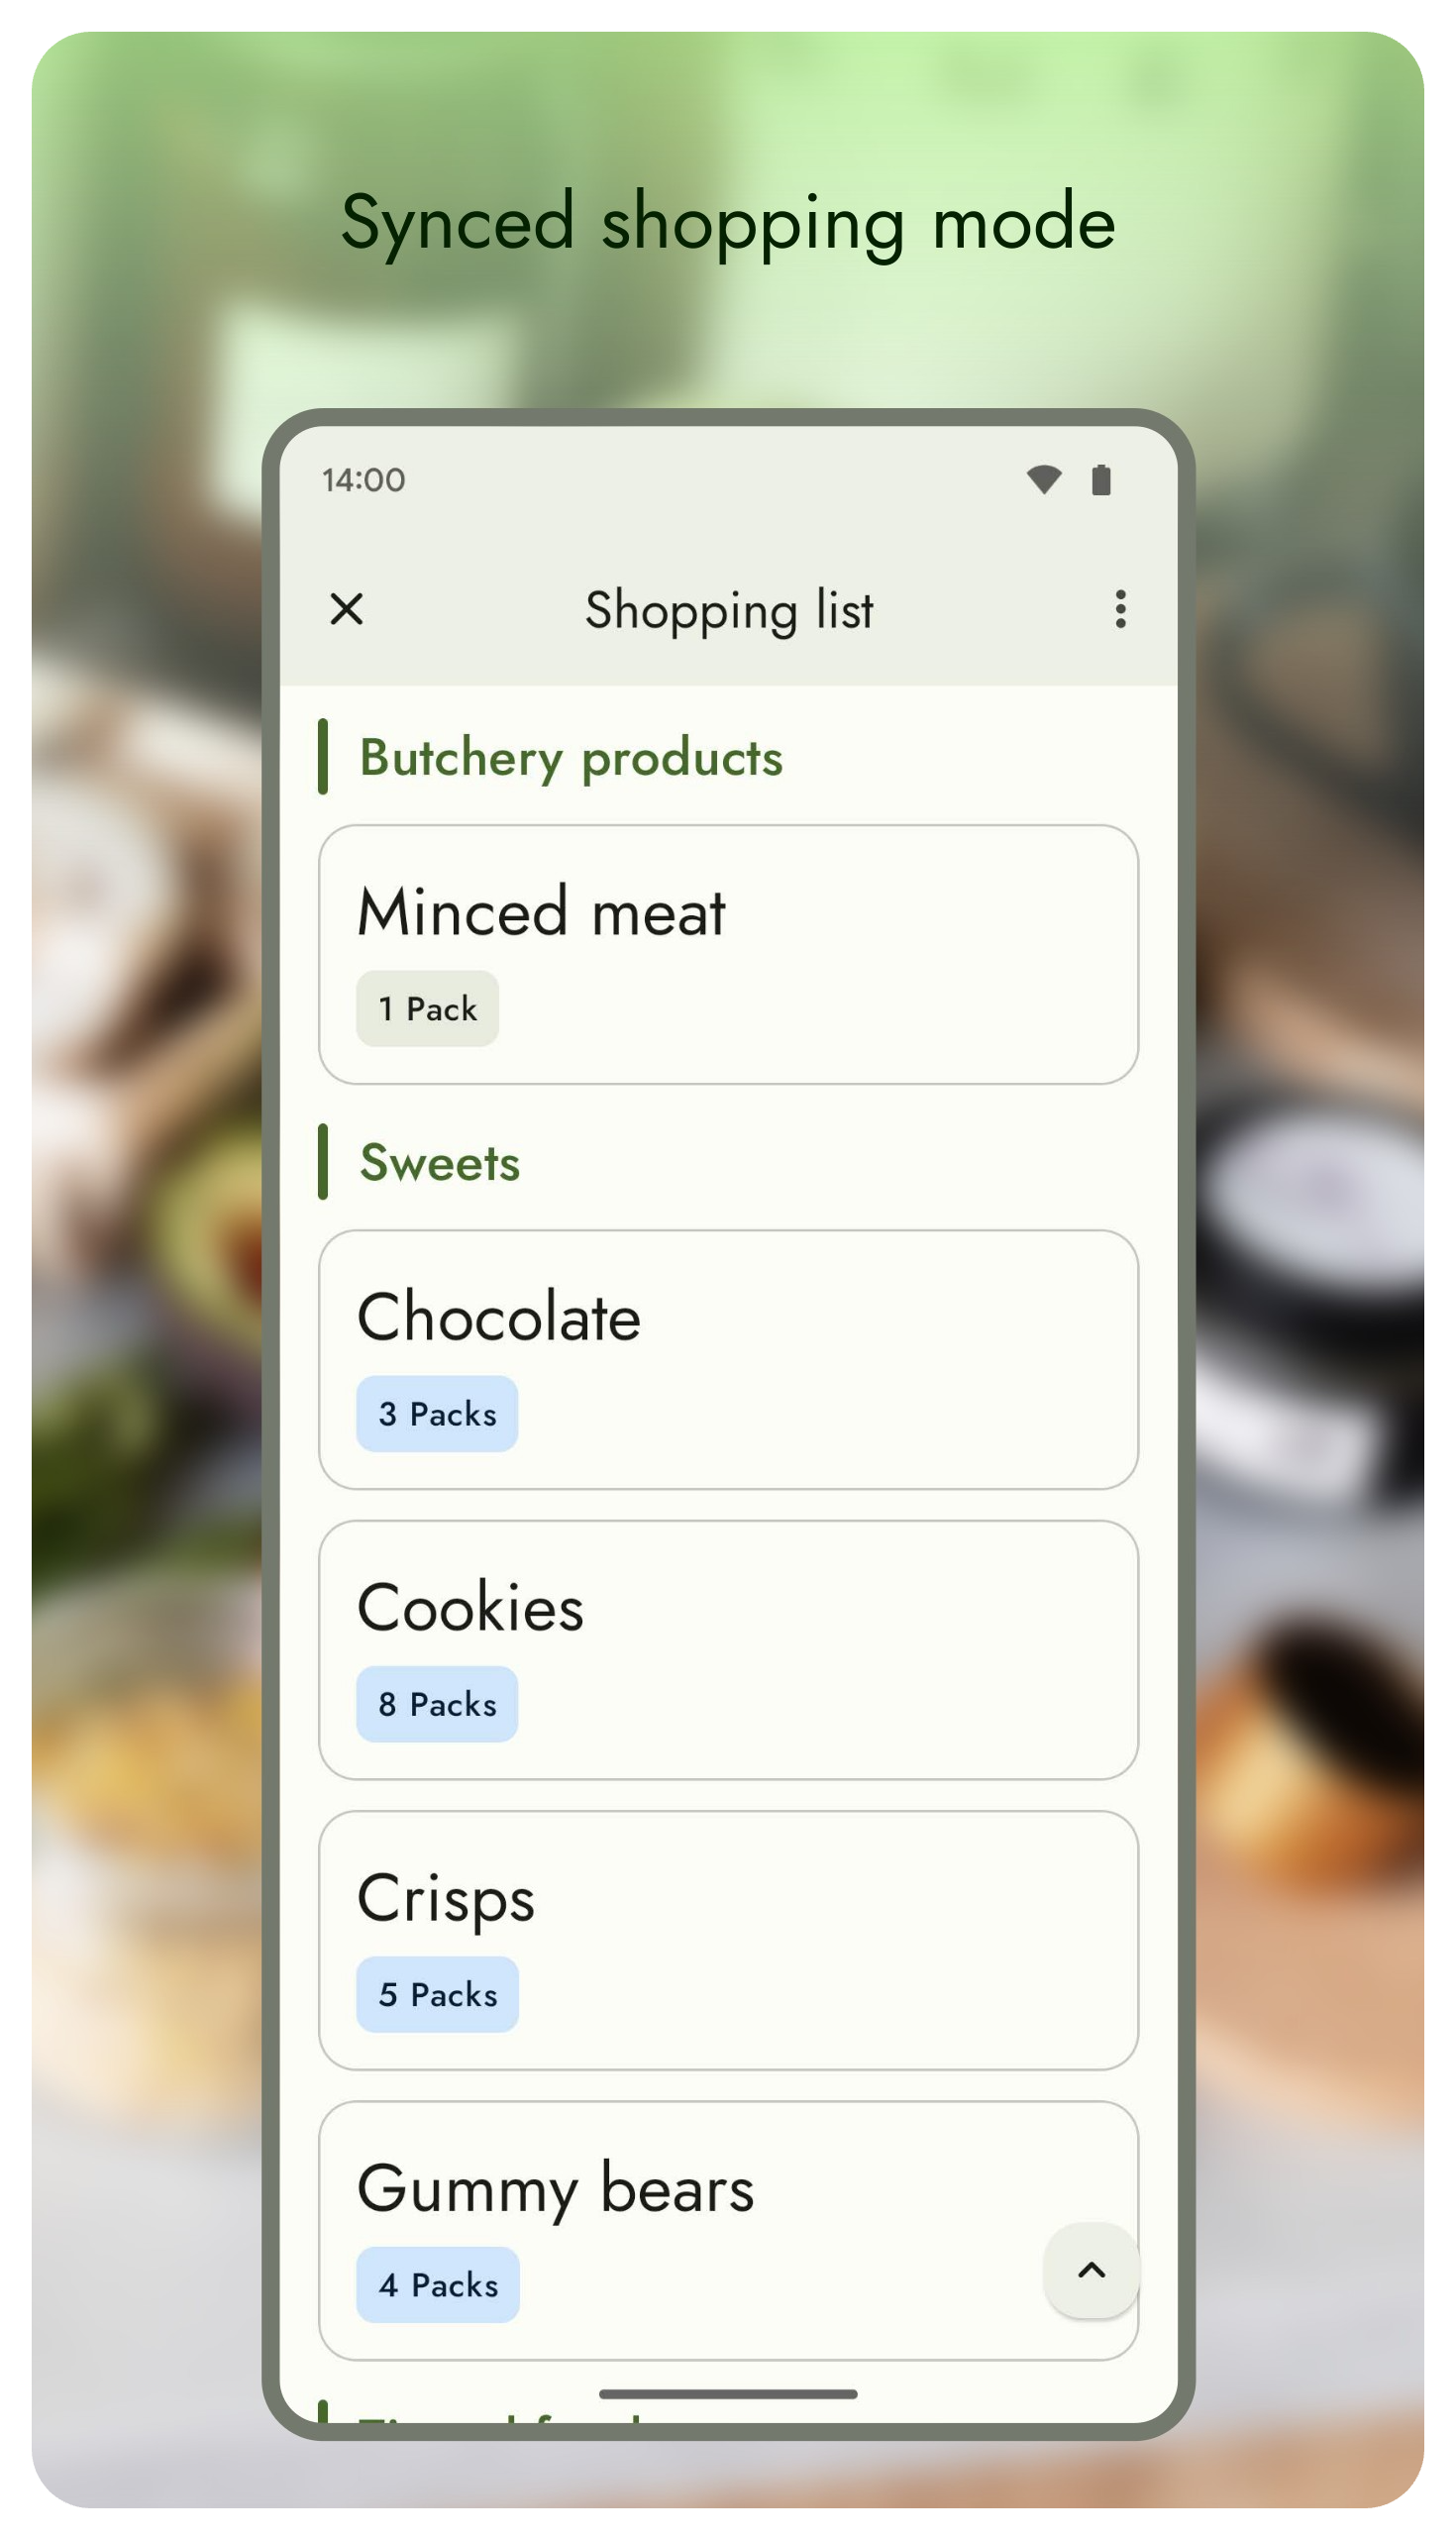 Synced shopping mode
14:00
Shopping list
Butchery products
Minced meat
1 Pack
Sweets
Chocolate
3 Packs
Cookies
8 Packs
Crisps
5 Packs
Gummy bears
4 Packs